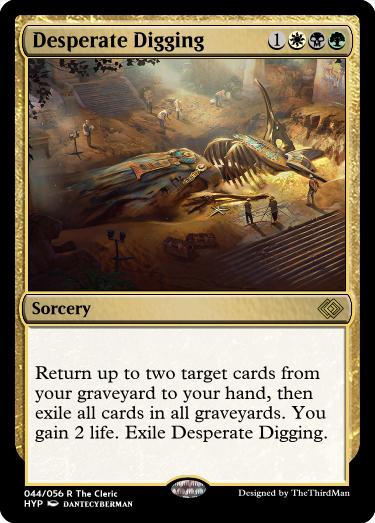 Desperate Digging 1
Sorcery
Return up to two target cards from
your graveyard to your hand, then
exile all cards in all graveyards. You
gain 2 life. Exile Desperate Digging.
044/056 R The Cleric Designed by TheThirdMan
HYP DANTECYBERMAN